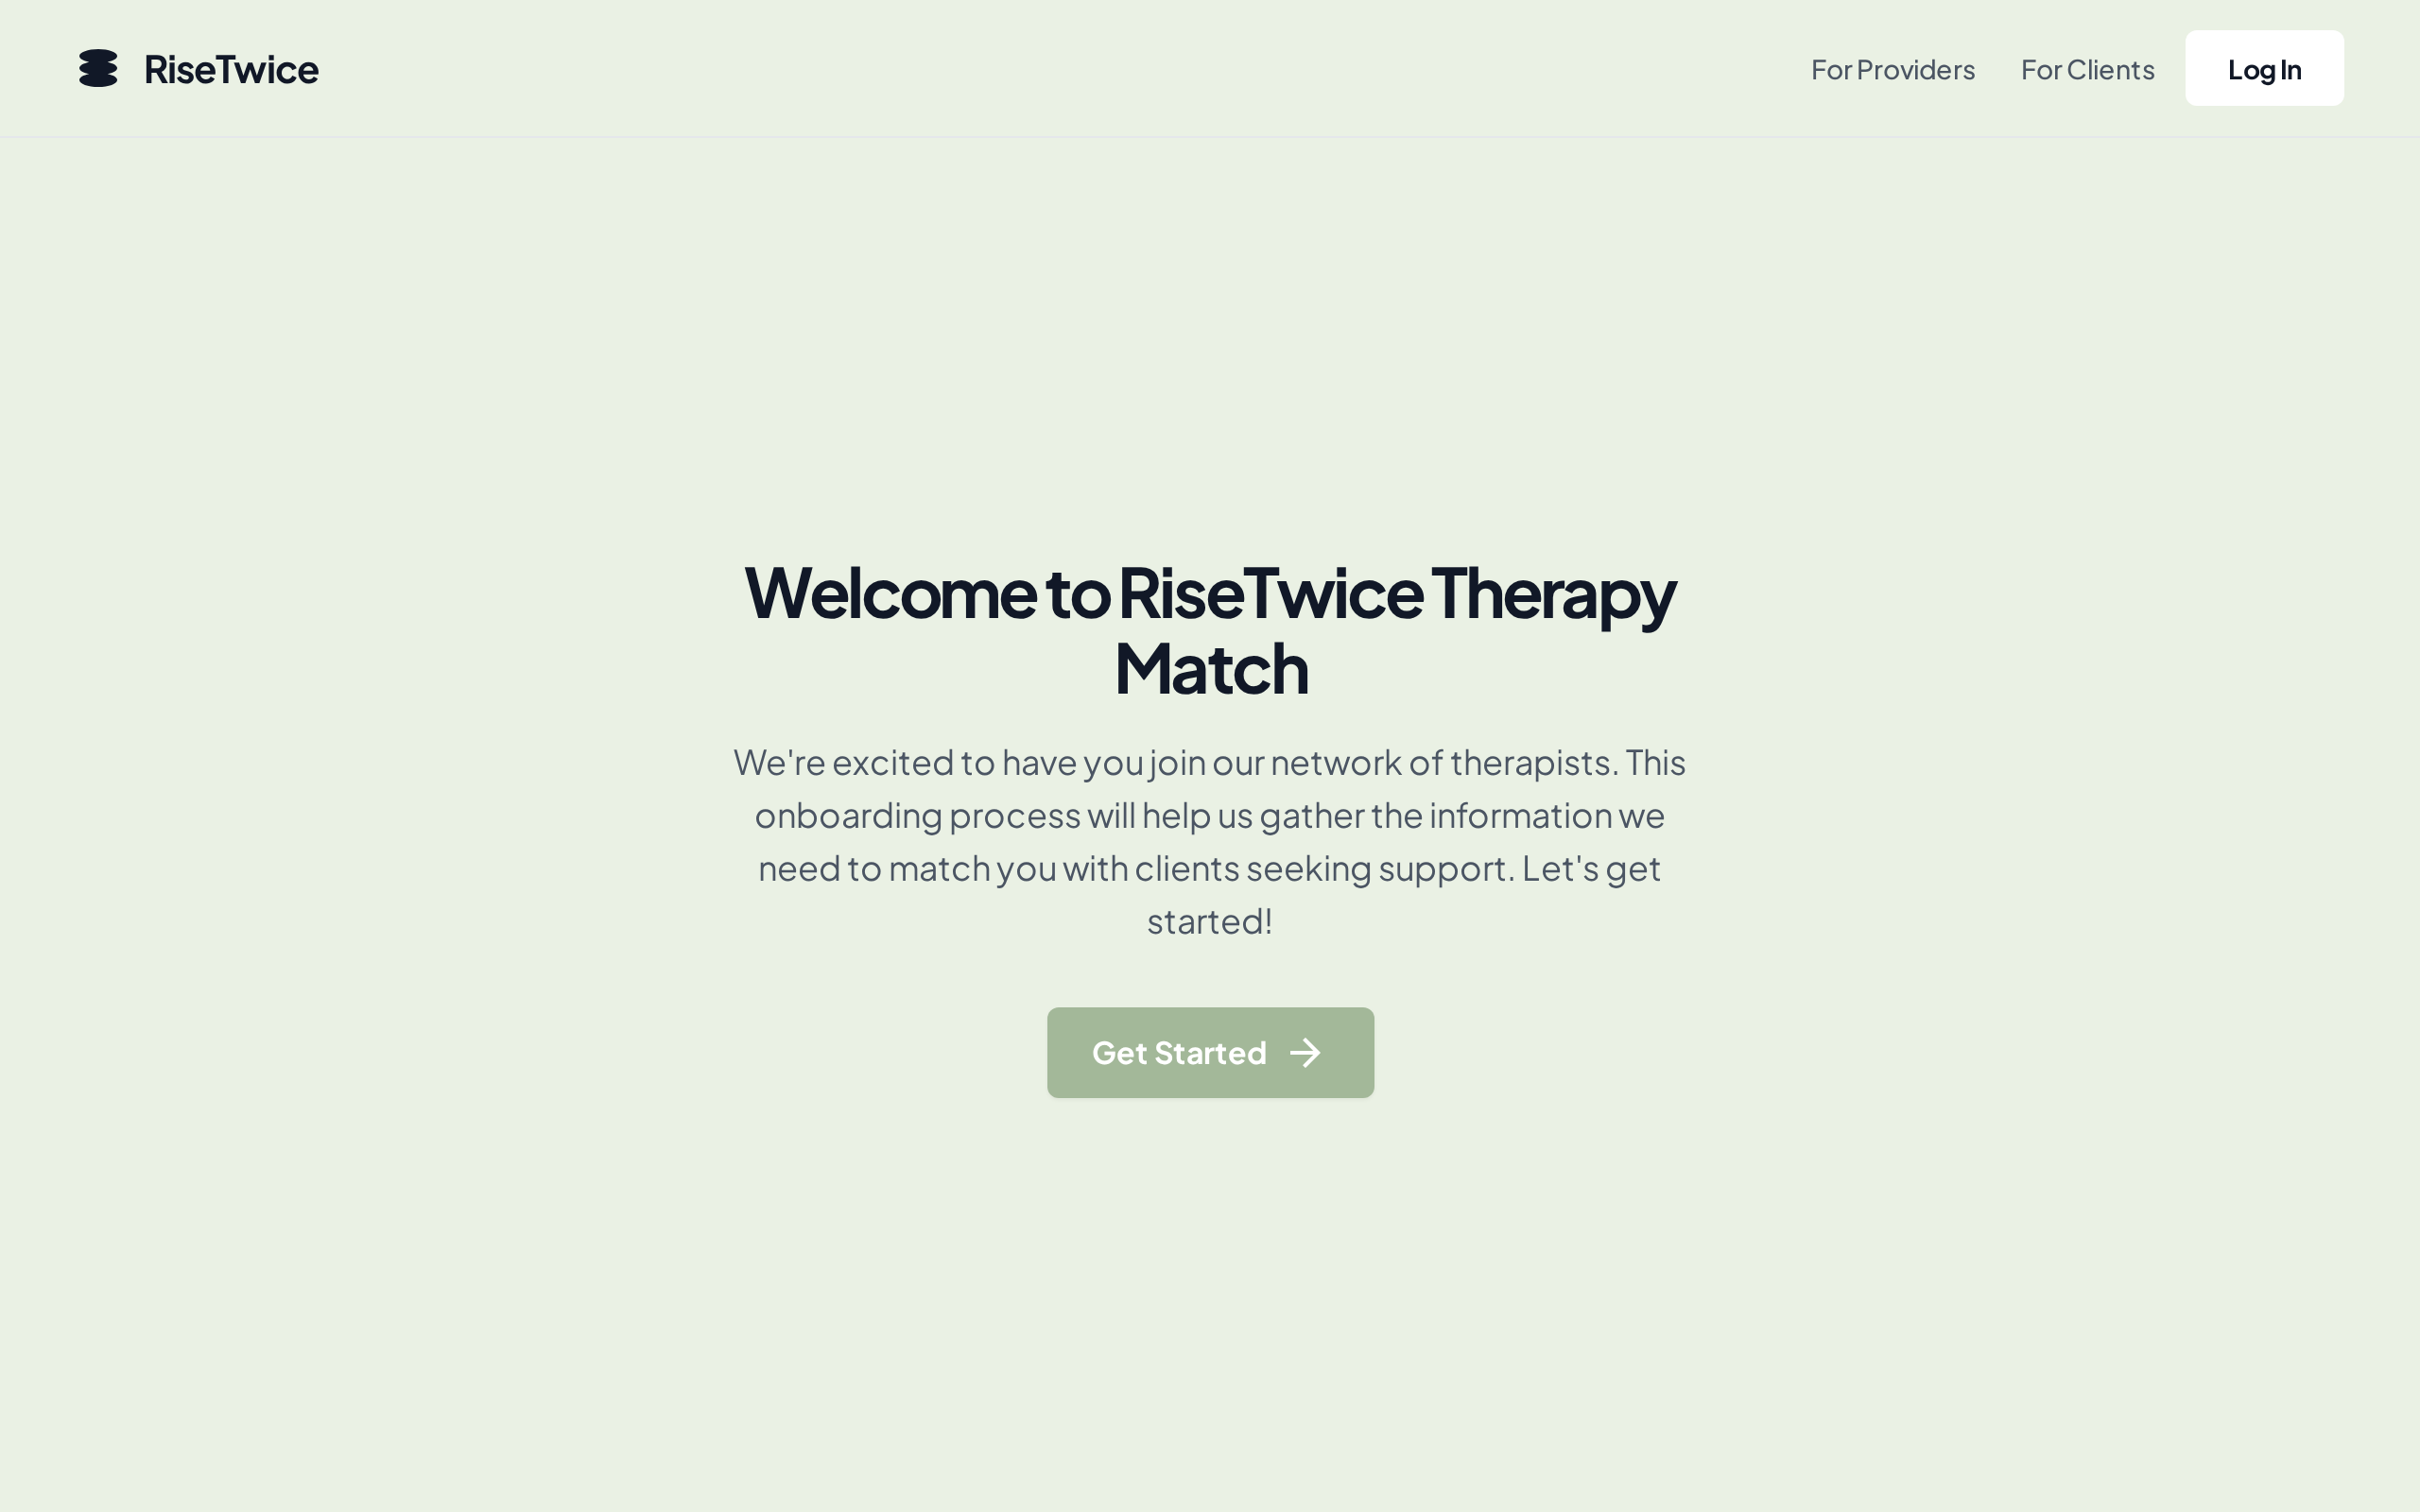 RiseTwice
For Providers
For Clients
Log In
Welcome to RiseTwice Therapy
Match
We're excited to have you join our network of therapists. This
onboarding process will help us gather the information we
need to match you with clients seeking support. Let's get
started!
Get Started